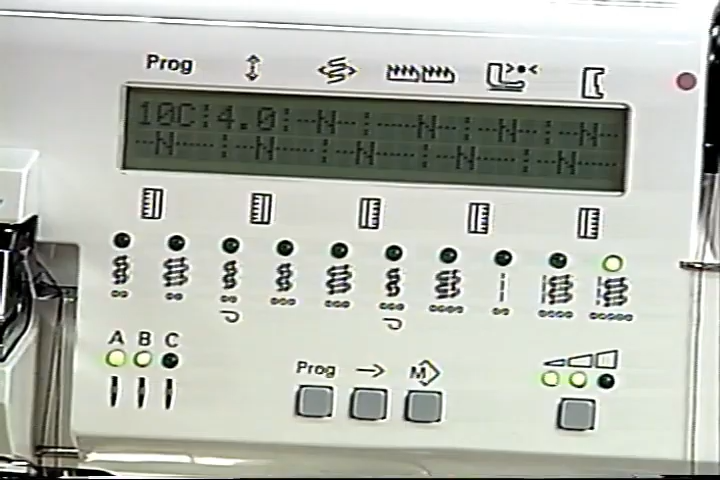 Prog
10C:4.0:--N--:-----N--:--N--:--N--
--N-----:--N-----:--N-----:--N-----:--N-----
A B C
Prog → M